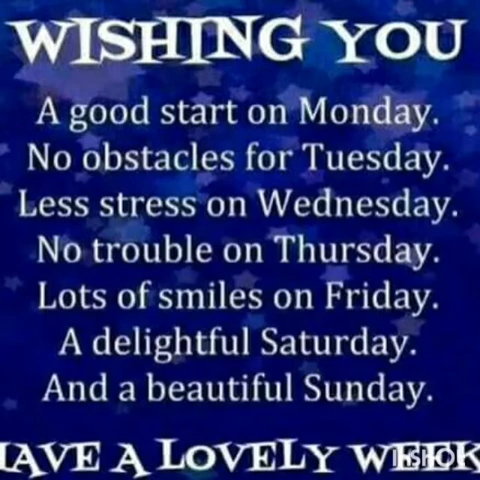 WISHING YOU
A good start on Monday.
No obstacles for Tuesday.
Less stress on Wednesday.
No trouble on Thursday.
Lots of smiles on Friday.
A delightful Saturday.
And a beautiful Sunday.
HAVE A LOVELY WEEK